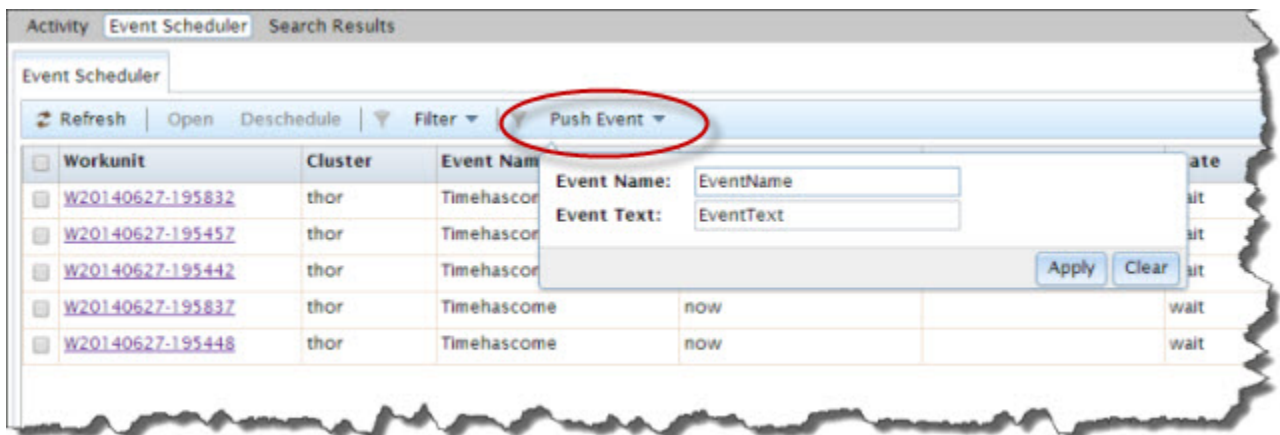 Activity Event Scheduler Search Results
Event Scheduler
Refresh Open Deschedule Filter Push Event
Workunit Cluster Event Nam ate
Event Name: EventName
W20140627-195832 thor Timehascom ait
Event Text: EventText
W20140627-195457 thor Timehascor ait
W20140627-195442 thor Timehascor ait
Apply Clear
W20140627-195837 thor Timehascome now wait
W20140627-195448 thor Timehascome now wait